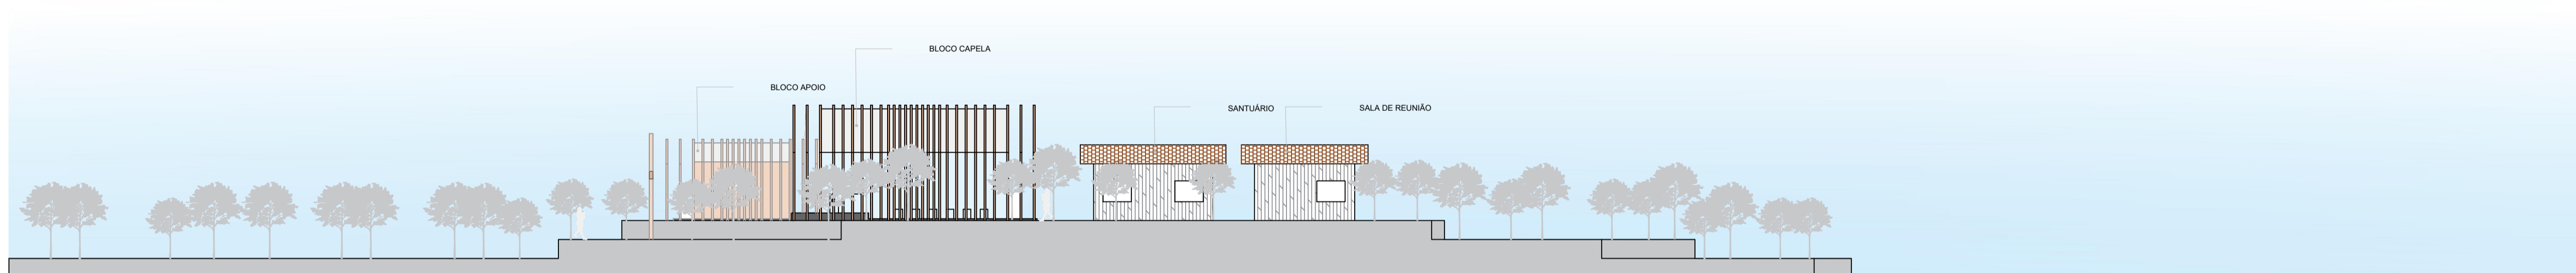 BLOCO CAPELA
BLOCO APOIO
SANTUÁRIO
SALA DE REUNIÃO